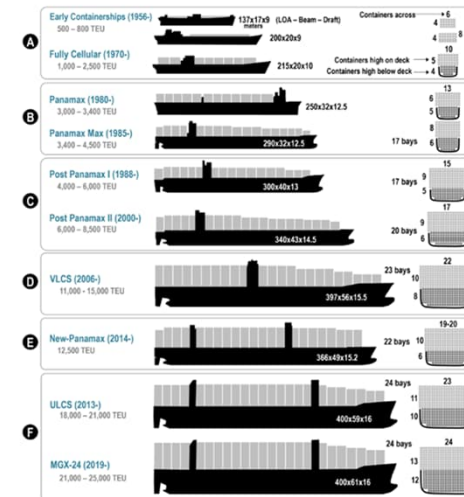 A
Early Containerships (1956-)
500 – 800 TEU
137x17x9 (LOA – Beam – Draft)
meters
Containers across
6
4
200x20x9
4
8
4
Fully Cellular (1970-)
1,000 – 2,500 TEU
215x20x10
10
Containers high on deck
5
Containers high below deck
4
B
Panamax (1980-)
3,000 – 3,400 TEU
250x32x12.5
13
6
5
Panamax Max (1985-)
3,400 – 4,500 TEU
290x32x12.5
17 bays
8
6
C
Post Panamax I (1988-)
4,000 – 6,000 TEU
300x40x13
17 bays
15
9
5
Post Panamax II (2000-)
6,000 – 8,500 TEU
340x43x14.5
20 bays
17
9
6
D
VLCS (2006-)
11,000 - 15,000 TEU
397x56x15.5
23 bays
22
10
8
E
New-Panamax (2014-)
12,500 TEU
366x49x15.2
22 bays
19-20
10
6
F
ULCS (2013-)
18,000 – 21,000 TEU
400x59x16
24 bays
23
11
10
MGX-24 (2019-)
21,000 – 25,000 TEU
400x61x16
24 bays
24
13
12